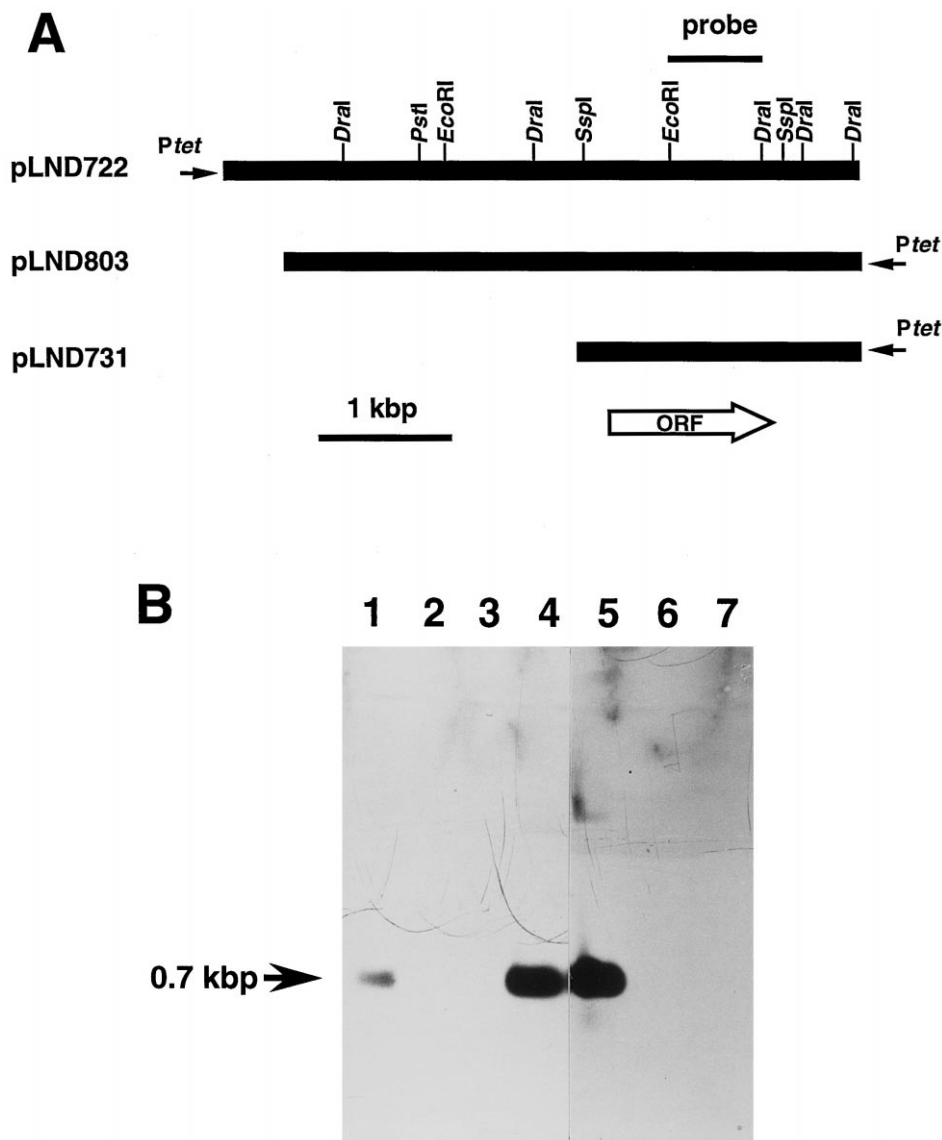 A
probe
DraI PstI EcoRI DraI SspI EcoRI DraI SspI DraI DraI
Ptet
pLND722
pLND803
Ptet
pLND731
Ptet
1 kbp
ORF
B
1 2 3 4 5 6 7
0.7 kbp